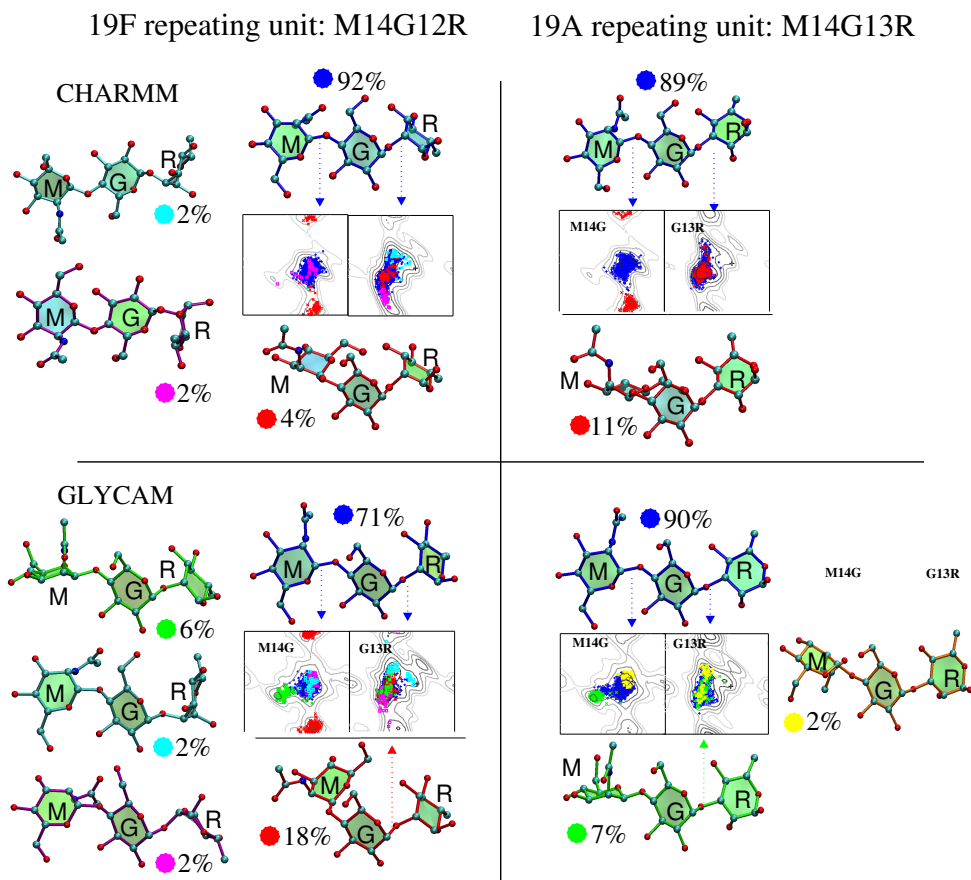 19F repeating unit: M14G12R
19A repeating unit: M14G13R
CHARMM
92%
M G R
M G R
2%
M G R
2%
M G R
4%
89%
M G R
M14G G13R
M G R
11%
GLYCAM
71%
M G R
M G R
6%
M14G G13R
M G R
2%
M G R
2%
M G R
18%
90%
M G R
M14G G13R
M14G G13R
M G R
2%
M G R
7%